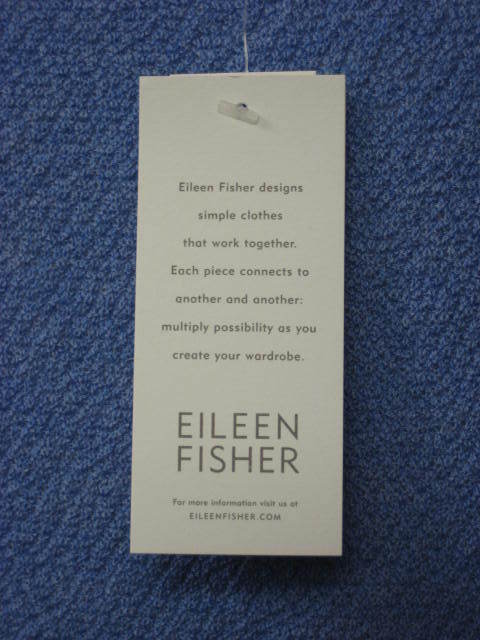 Eileen Fisher designs
simple clothes
that work together.
Each piece connects to
another and another:
multiply possibility as you
create your wardrobe.
EILEEN
FISHER
For more information visit us at
EILEENFISHER.COM